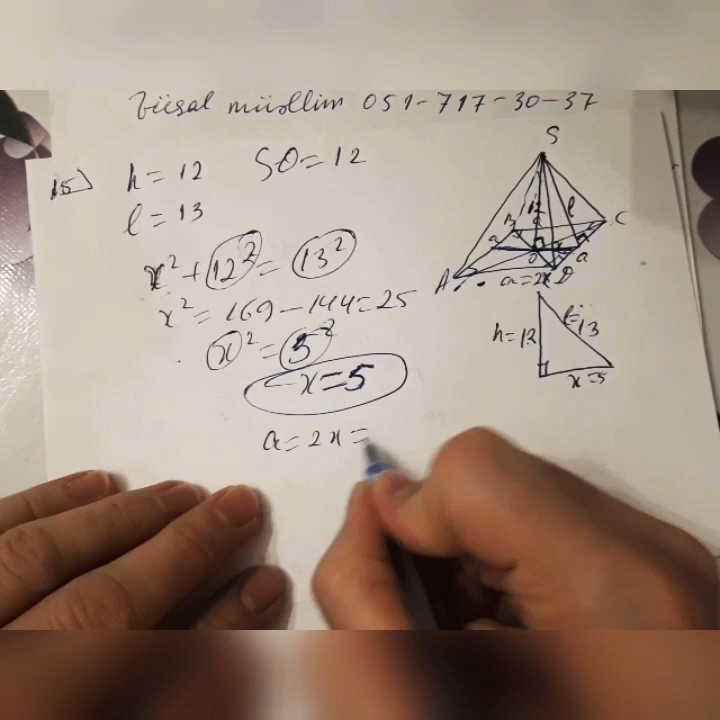 Vüsal müəllim 051-717-30-37
15) h = 12 SO = 12
l = 13
x² + 12² = 13²
x² = 169 - 144 = 25
x² = 5²
x = 5
a = 2x =
S
12
l
B
C
a
O
a
A
a = 2x
D
h = 12
l = 13
x = 5